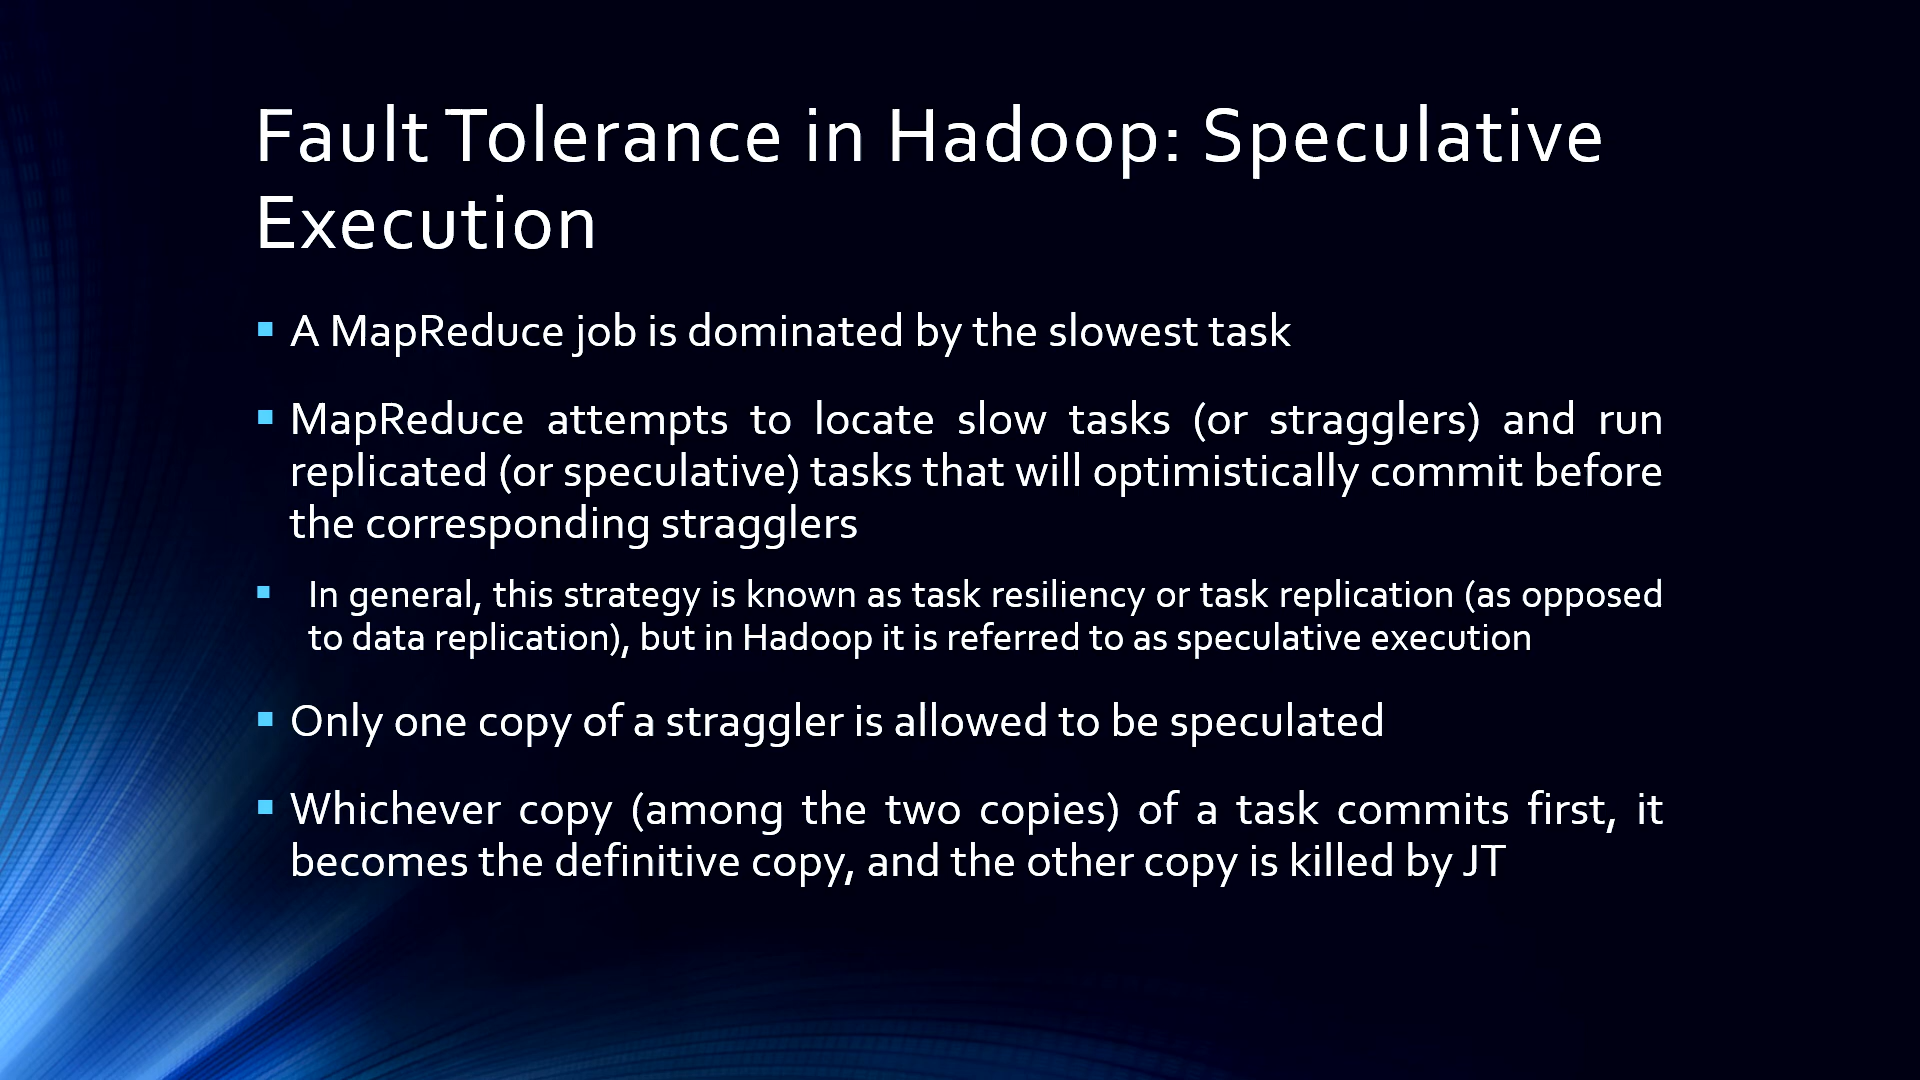 Fault Tolerance in Hadoop: Speculative
Execution
▪ A MapReduce job is dominated by the slowest task
▪ MapReduce attempts to locate slow tasks (or stragglers) and run
replicated (or speculative) tasks that will optimistically commit before
the corresponding stragglers
▪ In general, this strategy is known as task resiliency or task replication (as opposed
to data replication), but in Hadoop it is referred to as speculative execution
▪ Only one copy of a straggler is allowed to be speculated
▪ Whichever copy (among the two copies) of a task commits first, it
becomes the definitive copy, and the other copy is killed by JT